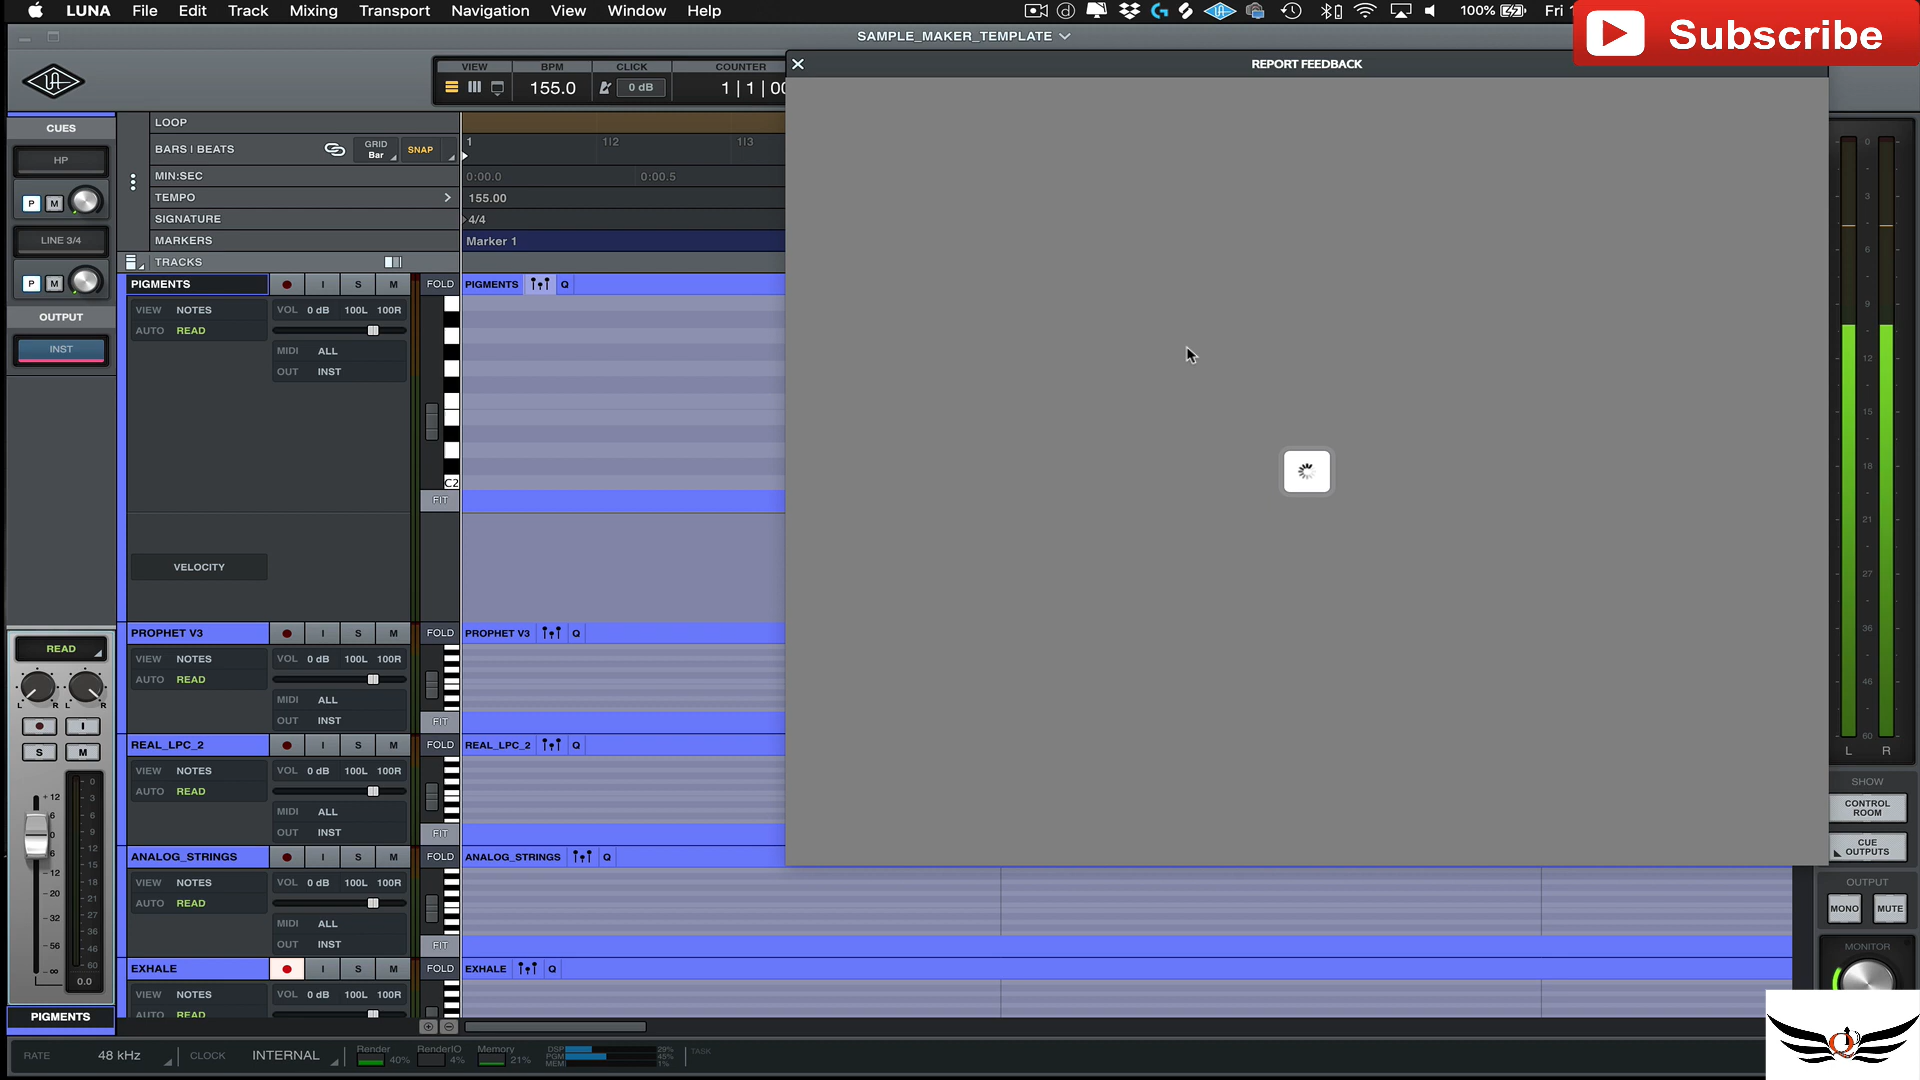 LUNA File Edit Track Mixing Transport Navigation View Window Help 100% Fri
Subscribe
SAMPLE_MAKER_TEMPLATE
REPORT FEEDBACK
VIEW BPM CLICK COUNTER
155.0 0 dB 1 | 1 | 00
CUES
HP
P M
LINE 3/4
P M
OUTPUT
INST
LOOP
BARS | BEATS GRID Bar SNAP 1 1|2 1|3
MIN:SEC 0:00.0 0:00.5
TEMPO 155.00
SIGNATURE 4/4
MARKERS Marker 1
TRACKS
PIGMENTS I S M FOLD PIGMENTS Q
VIEW NOTES VOL 0 dB 100L 100R
AUTO READ
MIDI ALL
OUT INST
C2
FIT
VELOCITY
PROPHET V3 I S M FOLD PROPHET V3 Q
VIEW NOTES VOL 0 dB 100L 100R
AUTO READ
MIDI ALL
OUT INST
FIT
REAL_LPC_2 I S M FOLD REAL_LPC_2 Q
VIEW NOTES VOL 0 dB 100L 100R
AUTO READ
MIDI ALL
OUT INST
FIT
ANALOG_STRINGS I S M FOLD ANALOG_STRINGS Q
VIEW NOTES VOL 0 dB 100L 100R
AUTO READ
MIDI ALL
OUT INST
FIT
EXHALE I S M FOLD EXHALE Q
VIEW NOTES VOL 0 dB 100L 100R
AUTO READ
READ
L R L R
I
S M
+12 0
6 3
0 6
6 9
12 12
20 15
32 18
56 21
∞ 27
36
46
60
0.0
PIGMENTS
0
3
6
9
12
15
18
21
27
36
46
60
L R
SHOW
CONTROL ROOM
CUE OUTPUTS
OUTPUT
MONO MUTE
MONITOR
RATE 48 kHz CLOCK INTERNAL Render 40% RenderIO 4% Memory 21% DSP 29% PGM 45% MEM 1% TASK